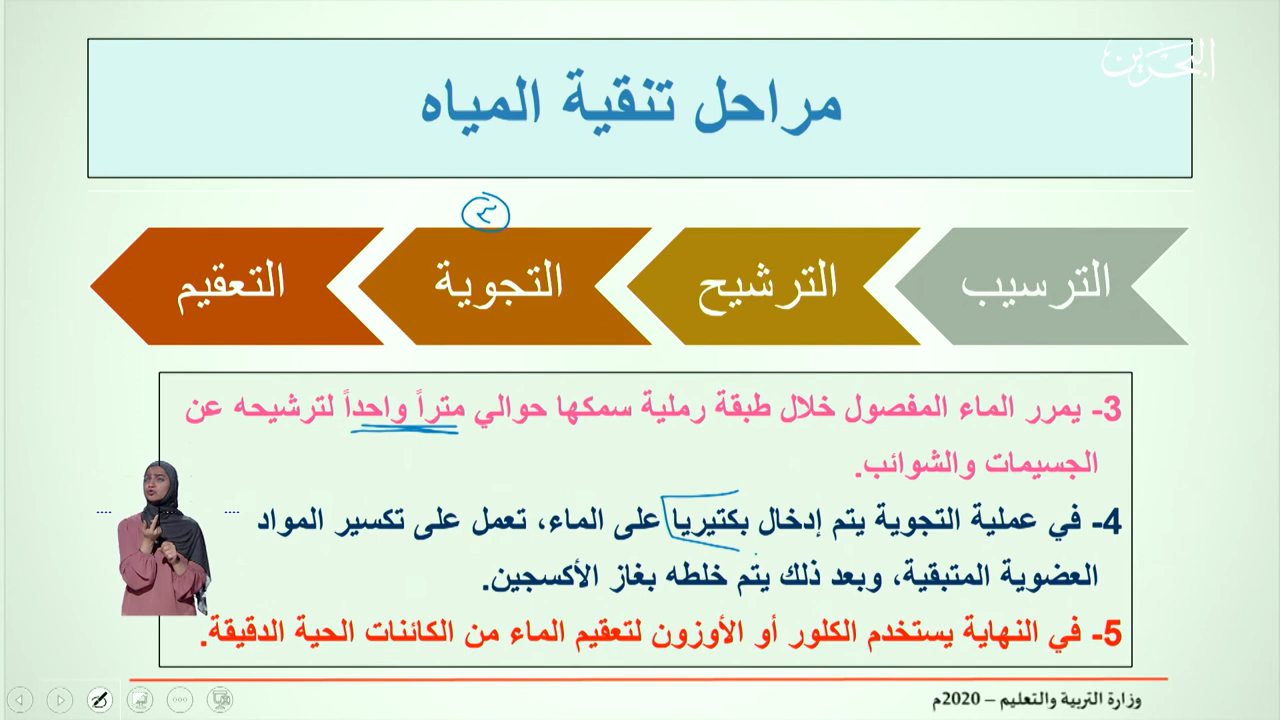 البحرين
مراحل تنقية المياه
٣
الترسيب
الترشيح
التجوية
التعقيم
3- يمرر الماء المفصول خلال طبقة رملية سمكها حوالي متراً واحداً لترشيحه عن
الجسيمات والشوائب.
4- في عملية التجوية يتم إدخال بكتيريا على الماء، تعمل على تكسير المواد
العضوية المتبقية، وبعد ذلك يتم خلطه بغاز الأكسجين.
5- في النهاية يستخدم الكلور أو الأوزون لتعقيم الماء من الكائنات الحية الدقيقة.
وزارة التربية والتعليم – 2020م